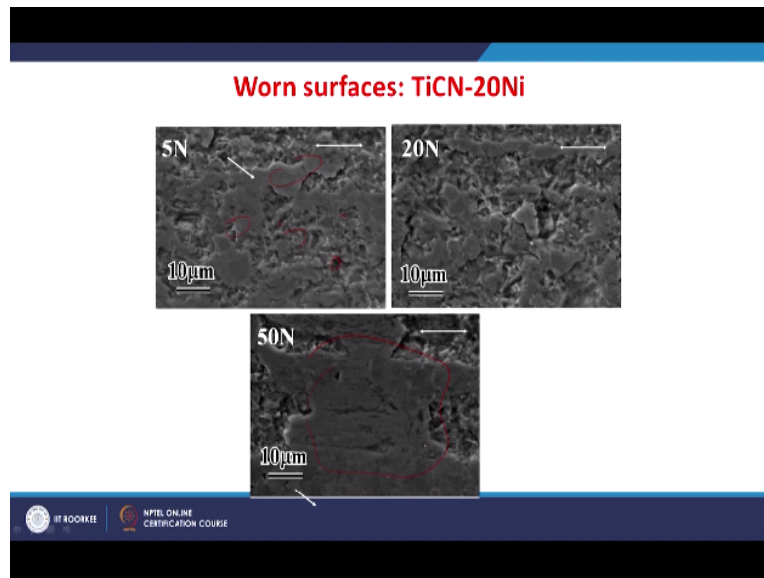 Worn surfaces: TiCN-20Ni
5N
10μm
20N
10μm
50N
10μm
IIT ROORKEE
NPTEL ONLINE
CERTIFICATION COURSE